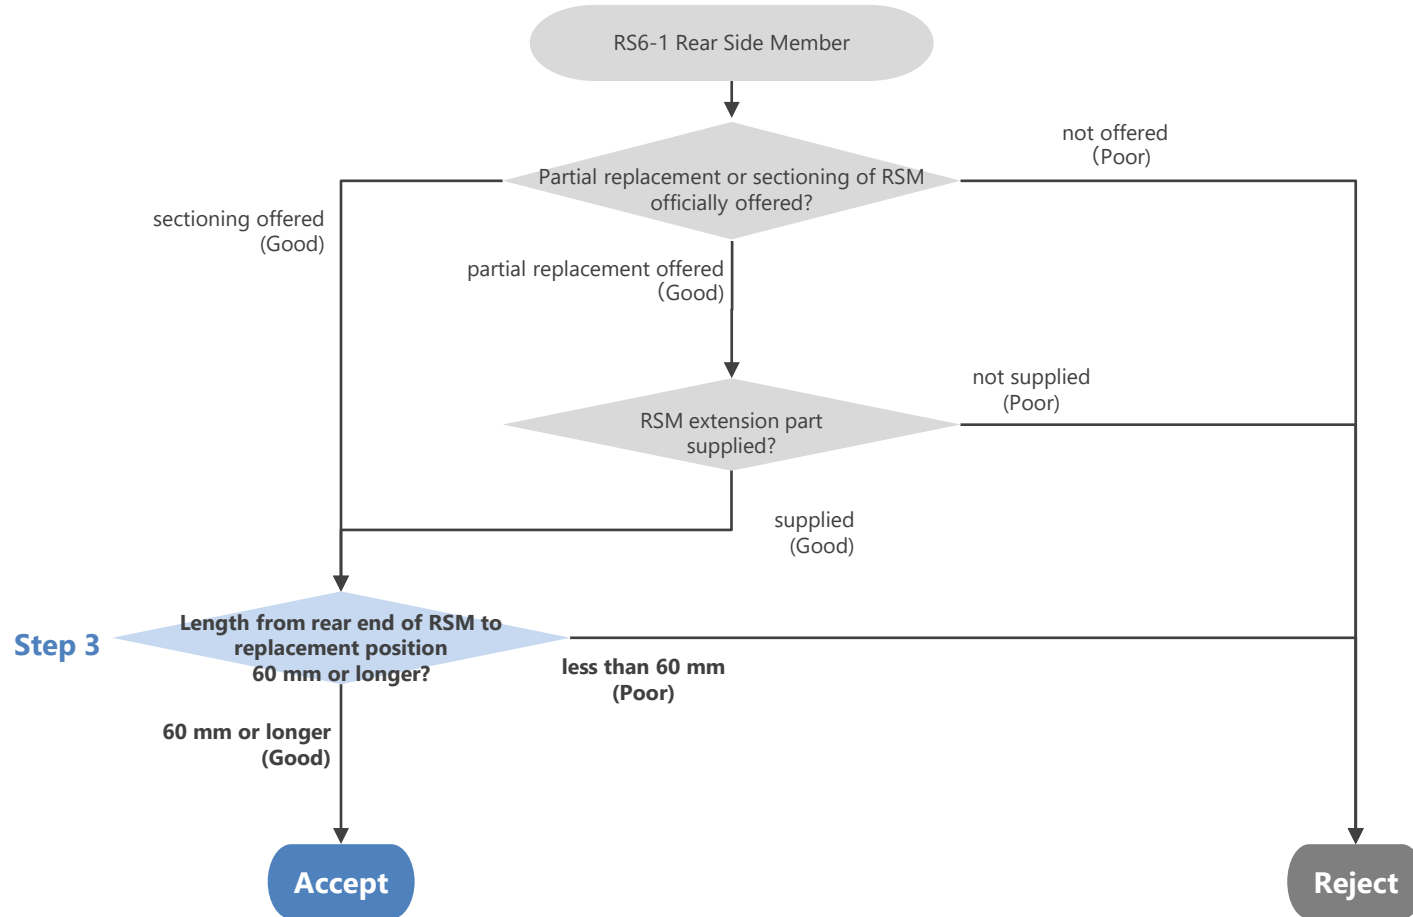 RS6-1 Rear Side Member
not offered
(Poor)
Partial replacement or sectioning of RSM
officially offered?
sectioning offered
(Good)
partial replacement offered
(Good)
not supplied
(Poor)
RSM extension part
supplied?
supplied
(Good)
Step 3
Length from rear end of RSM to
replacement position
60 mm or longer?
less than 60 mm
(Poor)
60 mm or longer
(Good)
Accept
Reject